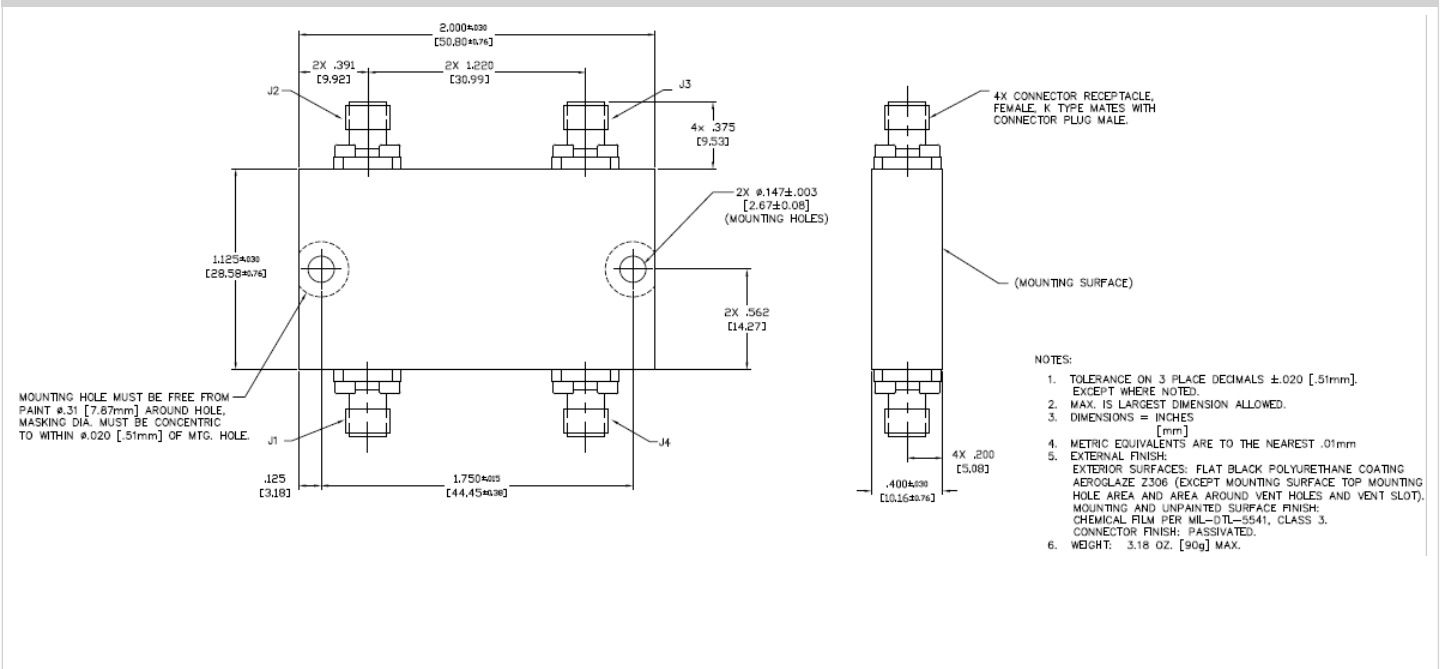 2.000±.030
[50.80±0.76]
2X .391
[9.92]
2X 1.220
[30.99]
J2
J3
4x .375
[9.53]
2X ø.147±.003
[2.67±0.08]
(MOUNTING HOLES)
1.125±.030
[28.58±0.76]
2X .562
[14.27]
MOUNTING HOLE MUST BE FREE FROM
PAINT ø.31 [7.87mm] AROUND HOLE,
MASKING DIA. MUST BE CONCENTRIC
TO WITHIN ø.020 [.51mm] OF MTG. HOLE.
J1
J4
.125
[3.18]
1.750±.015
[44.45±0.38]
4X CONNECTOR RECEPTACLE,
FEMALE, K TYPE MATES WITH
CONNECTOR PLUG MALE.
(MOUNTING SURFACE)
4X .200
[5.08]
.400±.030
[10.16±0.76]
NOTES:
1. TOLERANCE ON 3 PLACE DECIMALS ±.020 [.51mm].
EXCEPT WHERE NOTED.
2. MAX. IS LARGEST DIMENSION ALLOWED.
3. DIMENSIONS = INCHES
[mm]
4. METRIC EQUIVALENTS ARE TO THE NEAREST .01mm
5. EXTERNAL FINISH:
EXTERIOR SURFACES: FLAT BLACK POLYURETHANE COATING
AEROGLAZE Z306 (EXCEPT MOUNTING SURFACE TOP MOUNTING
HOLE AREA AND AREA AROUND VENT HOLES AND VENT SLOT).
MOUNTING AND UNPAINTED SURFACE FINISH:
CHEMICAL FILM PER MIL-DTL-5541, CLASS 3.
CONNECTOR FINISH: PASSIVATED.
6. WEIGHT: 3.18 OZ. [90g] MAX.